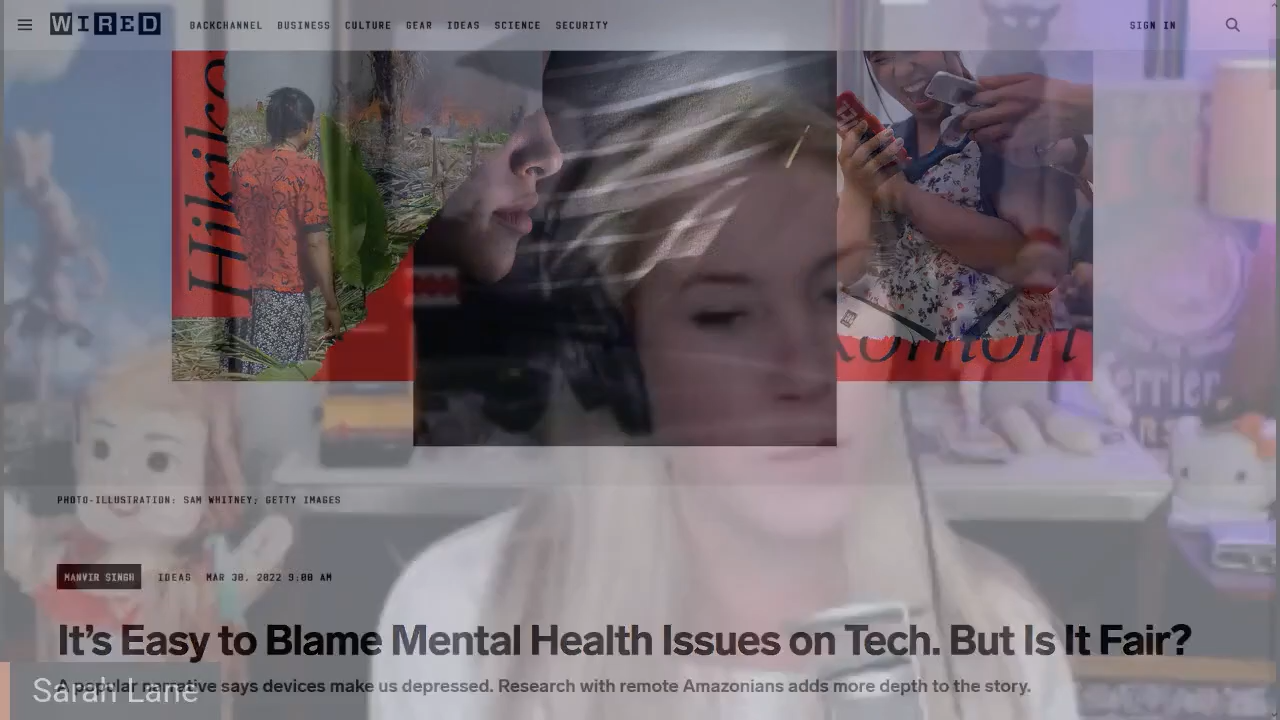 WIRED
BACKCHANNEL BUSINESS CULTURE GEAR IDEAS SCIENCE SECURITY
SIGN IN
PHOTO-ILLUSTRATION: SAM WHITNEY; GETTY IMAGES
MANVIR SINGH IDEAS MAR 30, 2022 9:00 AM
It's Easy to Blame Mental Health Issues on Tech. But Is It Fair?
A popular narrative says devices make us depressed. Research with remote Amazonians adds more depth to the story.
Sarah Lane